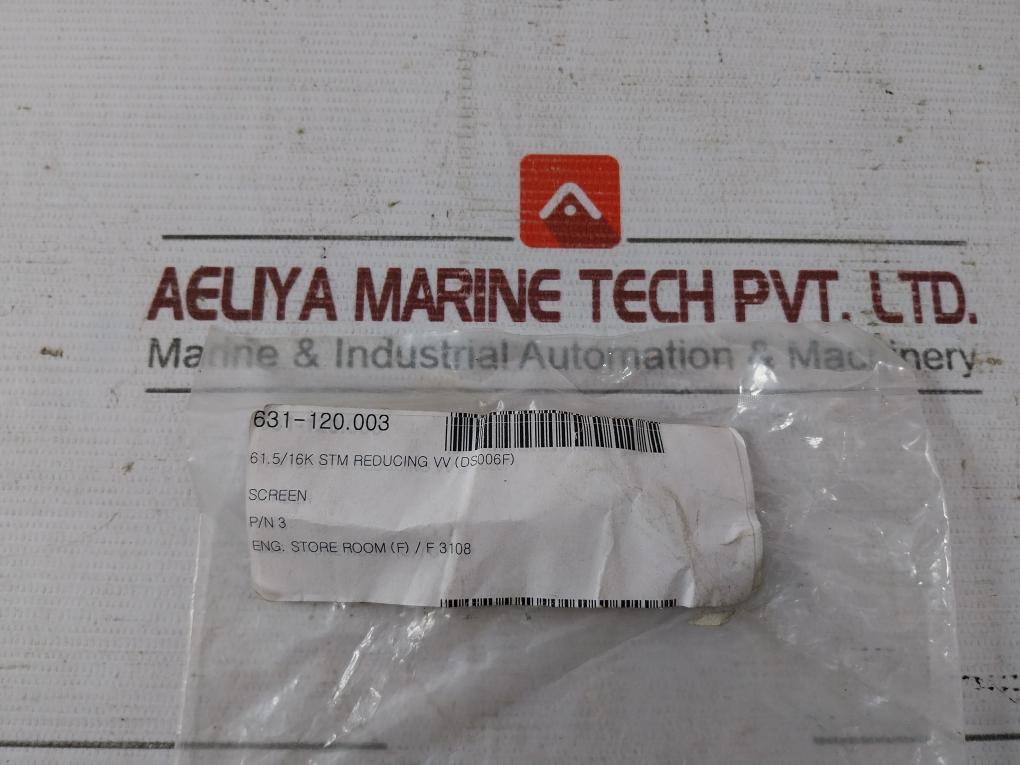 AELIYA MARINE TECH PVT. LTD.
Marine & Industrial Automation & Machinery
631-120.003
61.5/16K STM REDUCING VV (DS006F)
SCREEN
P/N 3
ENG. STORE ROOM (F) / F 3108